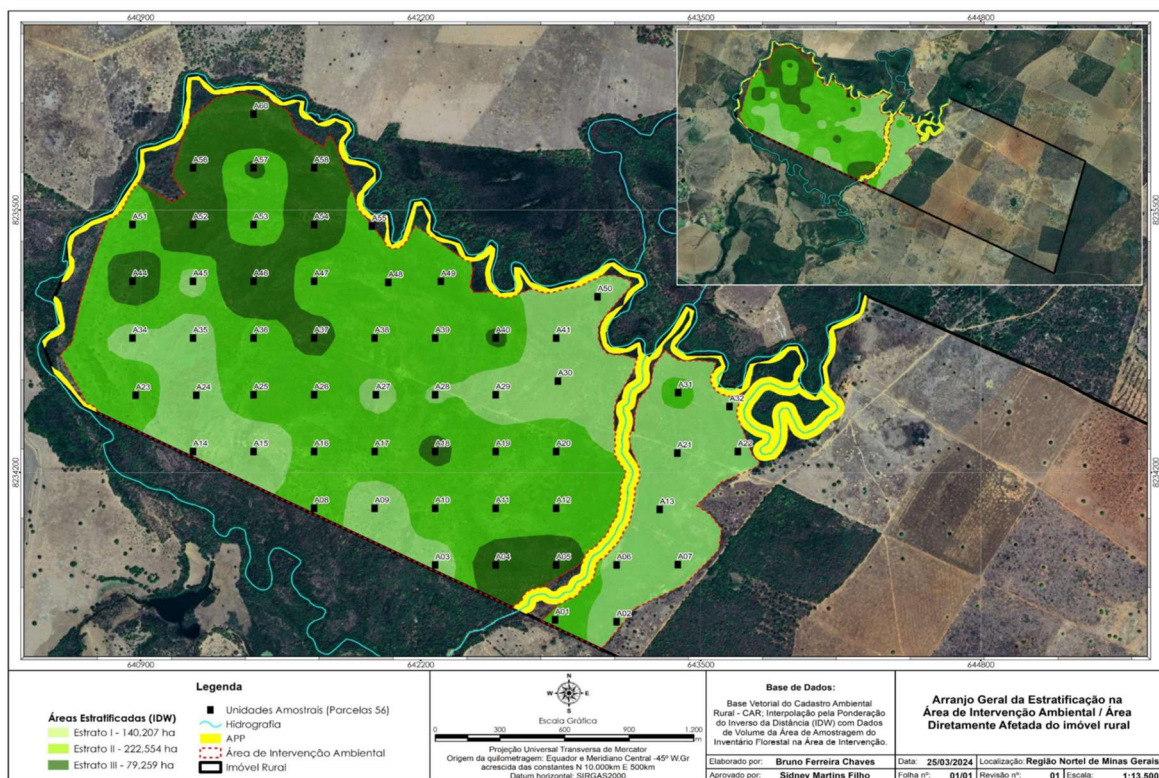 640900 642200 643500 644800
8235500 8235500
8234200 8234200
640900 642200 643500 644800
A60
A56 A57 A58
A51 A52 A53 A54 A55
A44 A45 A46 A47 A48 A49
A50
A34 A35 A36 A37 A38 A39 A40 A41
A30 A31
A23 A24 A25 A26 A27 A28 A29 A32
A14 A15 A16 A17 A18 A19 A20 A21 A22
A08 A09 A10 A11 A12 A13
A03 A04 A05 A06 A07
A01 A02
Legenda
Áreas Estratificadas (IDW)
Estrato I - 140,207 ha
Estrato II - 222,554 ha
Estrato III - 79,259 ha
Unidades Amostrais (Parcelas 56)
Hidrografia
APP
Área de Intervenção Ambiental
Imóvel Rural
N
W E
S
Escala Gráfica
0 300 600 900 1.200
m
Projeção Universal Transversa de Mercator
Origem da quilometragem: Equador e Meridiano Central -45º W.Gr
acrescida das constantes N 10.000km E 500km
Datum horizontal: SIRGAS2000
Base de Dados:
Base Vetorial do Cadastro Ambiental
Rural - CAR; Interpolação pela Ponderação
do Inverso da Distância (IDW) com Dados
de Volume da Área de Amostragem do
Inventário Florestal na Área de Intervenção.
Arranjo Geral da Estratificação na
Área de Intervenção Ambiental / Área
Diretamente Afetada do imóvel rural
Elaborado por: Bruno Ferreira Chaves
Data: 25/03/2024 Localização: Região Nortel de Minas Gerais
Aprovado por: Sidney Martins Filho
Folha nº: 01/01 Revisão nº: 01 Escala: 1:13.500